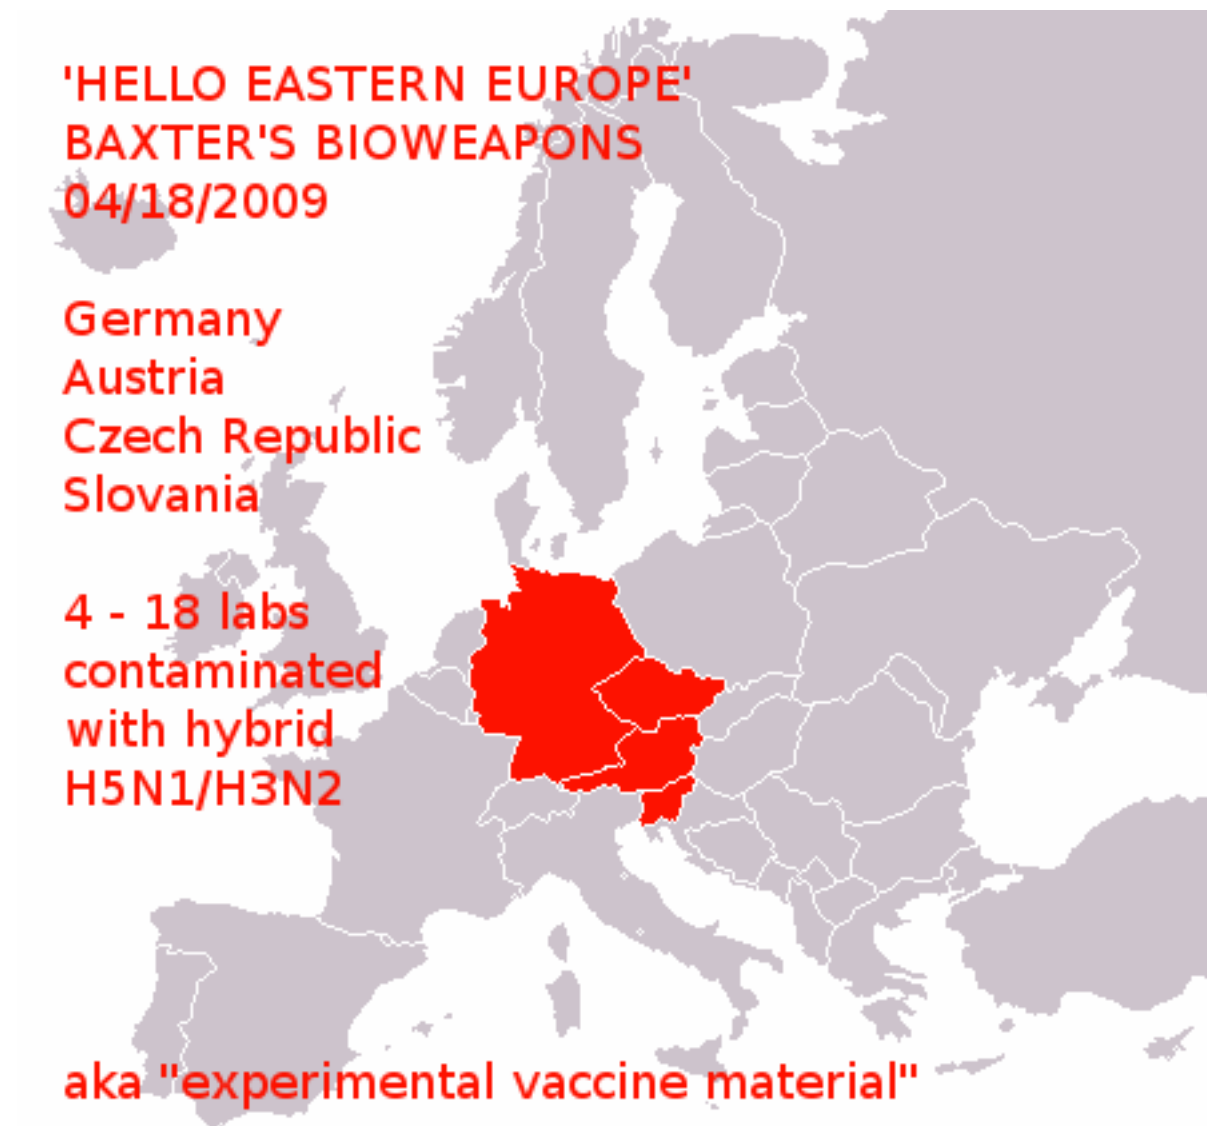 'HELLO EASTERN EUROPE'
BAXTER'S BIOWEAPONS
04/18/2009
Germany
Austria
Czech Republic
Slovania
4 - 18 labs
contaminated
with hybrid
H5N1/H3N2
aka "experimental vaccine material"